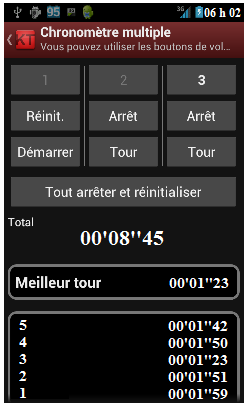 95 3G 06 h 02
KT Chronomètre multiple
Vous pouvez utiliser les boutons de vol...
1 2 3
Réinit. Arrêt Arrêt
Démarrer Tour Tour
Tout arrêter et réinitialiser
Total
00'08"45
Meilleur tour 00'01"23
5 00'01"42
4 00'01"50
3 00'01"23
2 00'01"51
1 00'01"59